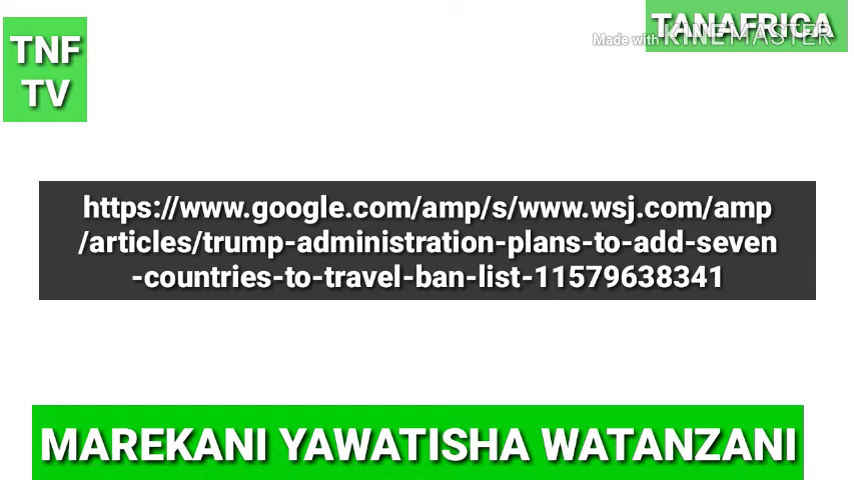 TNF
TV
TANAFRICA
Made with KINEMASTER
https://www.google.com/amp/s/www.wsj.com/amp
/articles/trump-administration-plans-to-add-seven
-countries-to-travel-ban-list-11579638341
MAREKANI YAWATISHA WATANZANI